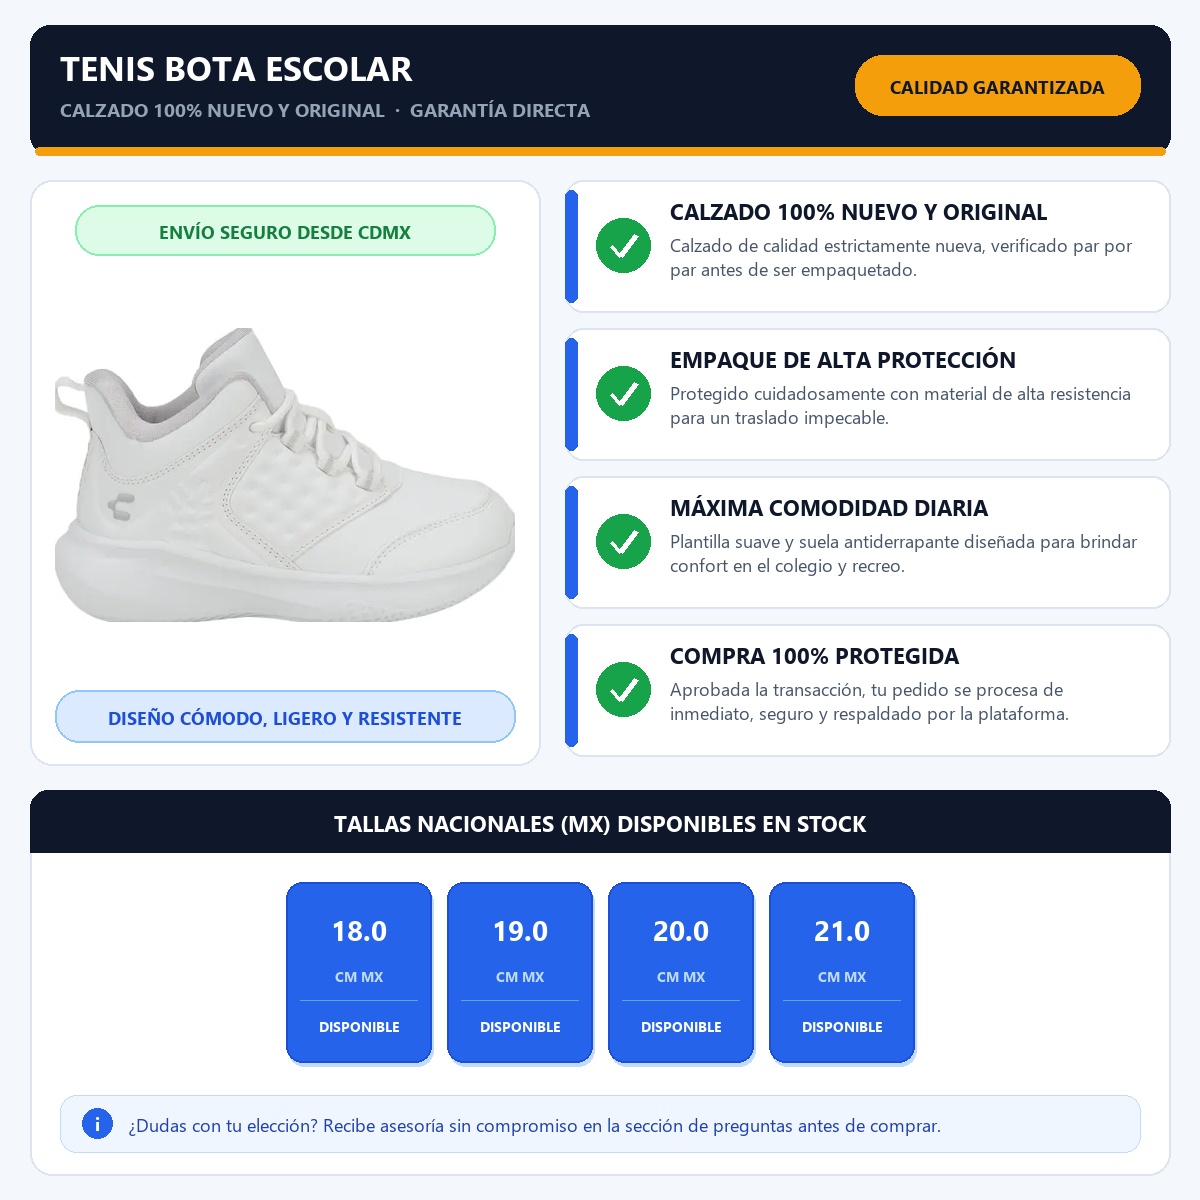 TENIS BOTA ESCOLAR
CALZADO 100% NUEVO Y ORIGINAL · GARANTÍA DIRECTA
CALIDAD GARANTIZADA
ENVÍO SEGURO DESDE CDMX
DISEÑO CÓMODO, LIGERO Y RESISTENTE
CALZADO 100% NUEVO Y ORIGINAL
Calzado de calidad estrictamente nueva, verificado par por
par antes de ser empaquetado.
EMPAQUE DE ALTA PROTECCIÓN
Protegido cuidadosamente con material de alta resistencia
para un traslado impecable.
MÁXIMA COMODIDAD DIARIA
Plantilla suave y suela antiderrapante diseñada para brindar
confort en el colegio y recreo.
COMPRA 100% PROTEGIDA
Aprobada la transacción, tu pedido se procesa de
inmediato, seguro y respaldado por la plataforma.
TALLAS NACIONALES (MX) DISPONIBLES EN STOCK
18.0
CM MX
DISPONIBLE
19.0
CM MX
DISPONIBLE
20.0
CM MX
DISPONIBLE
21.0
CM MX
DISPONIBLE
¿Dudas con tu elección? Recibe asesoría sin compromiso en la sección de preguntas antes de comprar.